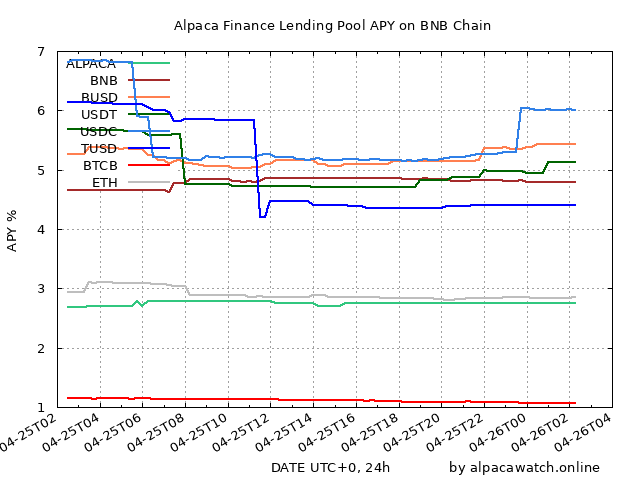 Alpaca Finance Lending Pool APY on BNB Chain
7
6
5
4
3
2
1
APY %
ALPACA
BNB
BUSD
USDT
USDC
TUSD
BTCB
ETH
04-25T02
04-25T04
04-25T06
04-25T08
04-25T10
04-25T12
04-25T14
04-25T16
04-25T18
04-25T20
04-25T22
04-26T00
04-26T02
04-26T04
DATE UTC+0, 24h
by alpacawatch.online